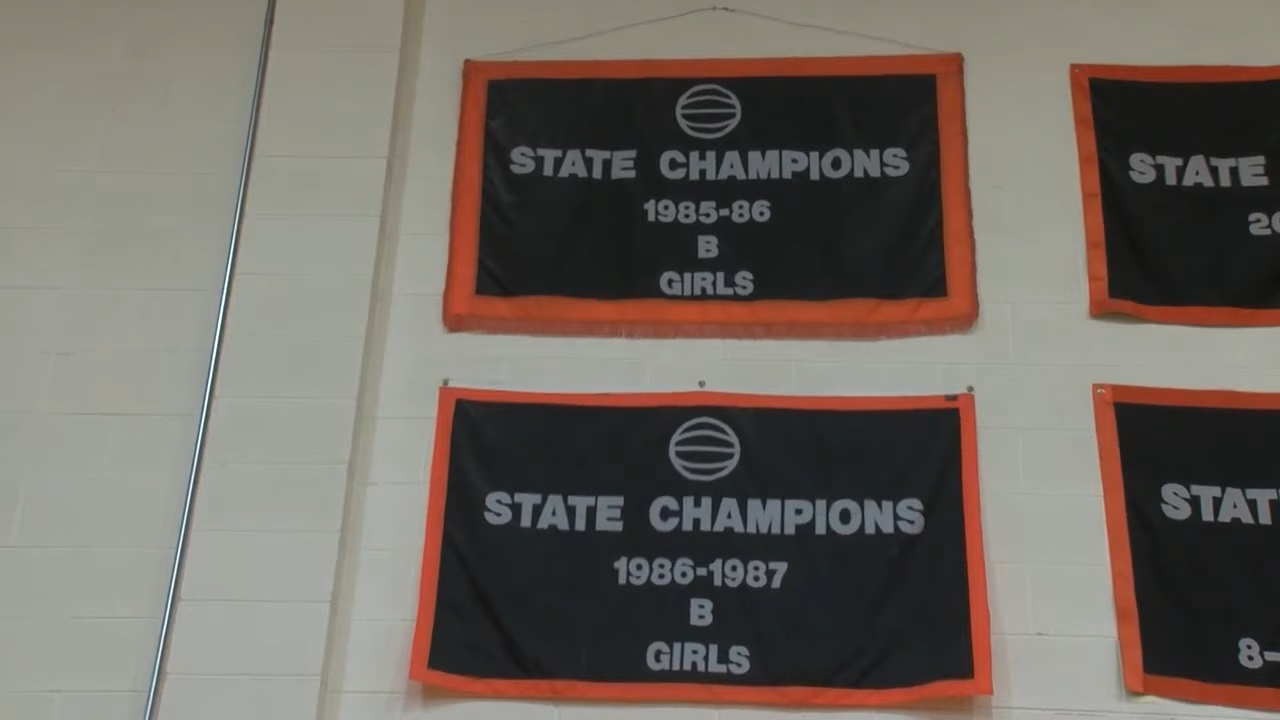 STATE CHAMPIONS
1985-86
B
GIRLS
STATE CHAMPIONS
1986-1987
B
GIRLS
STATE